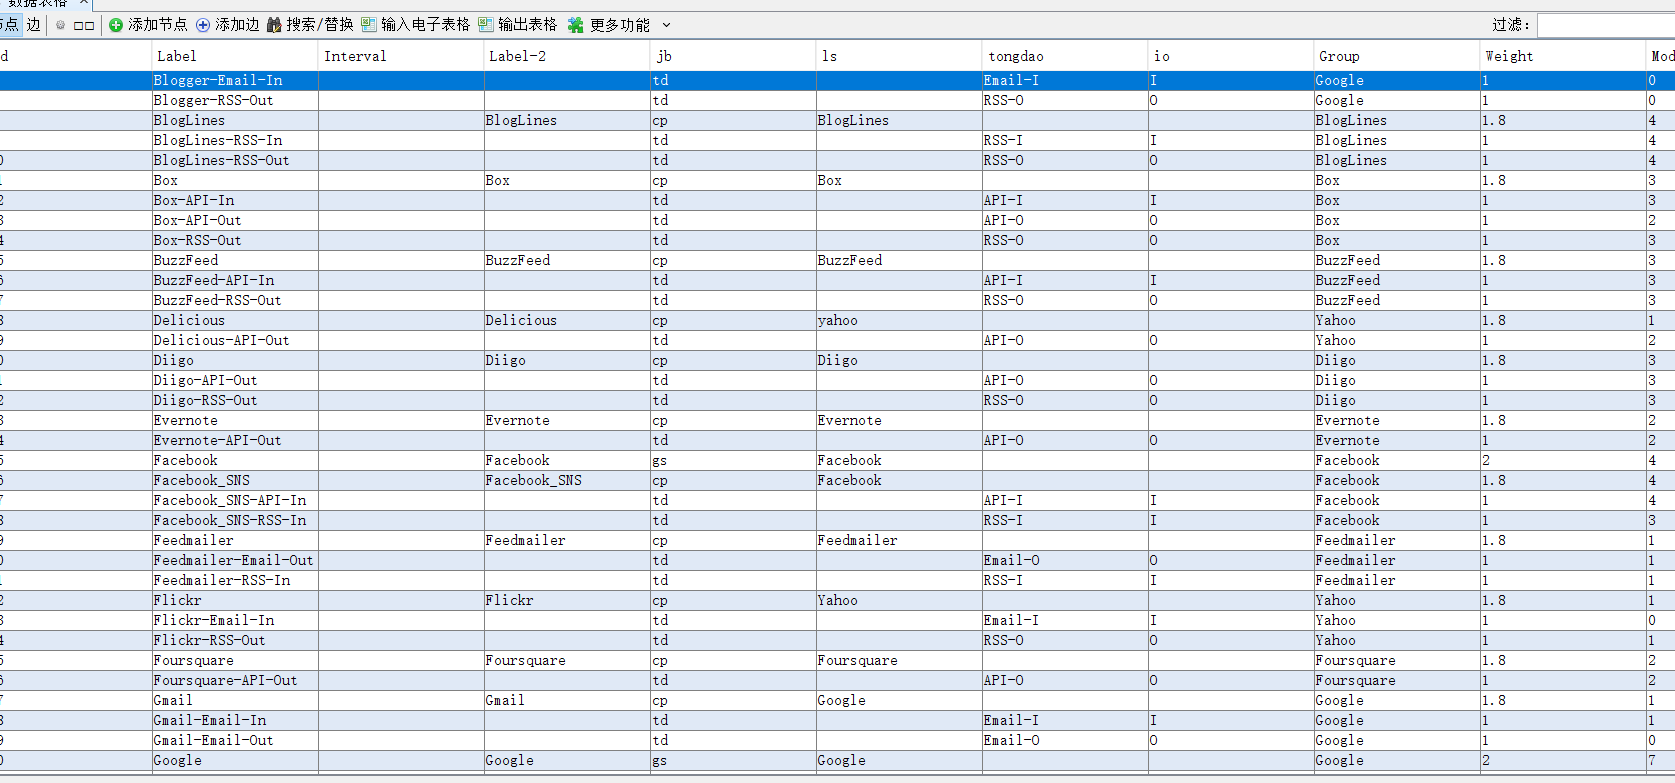 数据表格 ×
节点 边 添加节点 添加边 搜索/替换 输入电子表格 输出表格 更多功能 过滤:
d Label Interval Label-2 jb ls tongdao io Group Weight Mod
Blogger-Email-In td Email-I I Google 1 0
Blogger-RSS-Out td RSS-O O Google 1 0
BlogLines BlogLines cp BlogLines BlogLines 1.8 4
BlogLines-RSS-In td RSS-I I BlogLines 1 4
0 BlogLines-RSS-Out td RSS-O O BlogLines 1 4
1 Box Box cp Box Box 1.8 3
2 Box-API-In td API-I I Box 1 3
3 Box-API-Out td API-O O Box 1 2
4 Box-RSS-Out td RSS-O O Box 1 3
5 BuzzFeed BuzzFeed cp BuzzFeed BuzzFeed 1.8 3
6 BuzzFeed-API-In td API-I I BuzzFeed 1 3
7 BuzzFeed-RSS-Out td RSS-O O BuzzFeed 1 3
8 Delicious Delicious cp yahoo Yahoo 1.8 1
9 Delicious-API-Out td API-O O Yahoo 1 2
0 Diigo Diigo cp Diigo Diigo 1.8 3
1 Diigo-API-Out td API-O O Diigo 1 3
2 Diigo-RSS-Out td RSS-O O Diigo 1 3
3 Evernote Evernote cp Evernote Evernote 1.8 2
4 Evernote-API-Out td API-O O Evernote 1 2
5 Facebook Facebook gs Facebook Facebook 2 4
6 Facebook_SNS Facebook_SNS cp Facebook Facebook 1.8 4
7 Facebook_SNS-API-In td API-I I Facebook 1 4
8 Facebook_SNS-RSS-In td RSS-I I Facebook 1 3
9 Feedmailer Feedmailer cp Feedmailer Feedmailer 1.8 1
0 Feedmailer-Email-Out td Email-O O Feedmailer 1 1
1 Feedmailer-RSS-In td RSS-I I Feedmailer 1 1
2 Flickr Flickr cp Yahoo Yahoo 1.8 1
3 Flickr-Email-In td Email-I I Yahoo 1 0
4 Flickr-RSS-Out td RSS-O O Yahoo 1 1
5 Foursquare Foursquare cp Foursquare Foursquare 1.8 2
6 Foursquare-API-Out td API-O O Foursquare 1 2
7 Gmail Gmail cp Google Google 1.8 1
8 Gmail-Email-In td Email-I I Google 1 1
9 Gmail-Email-Out td Email-O O Google 1 0
0 Google Google gs Google Google 2 7